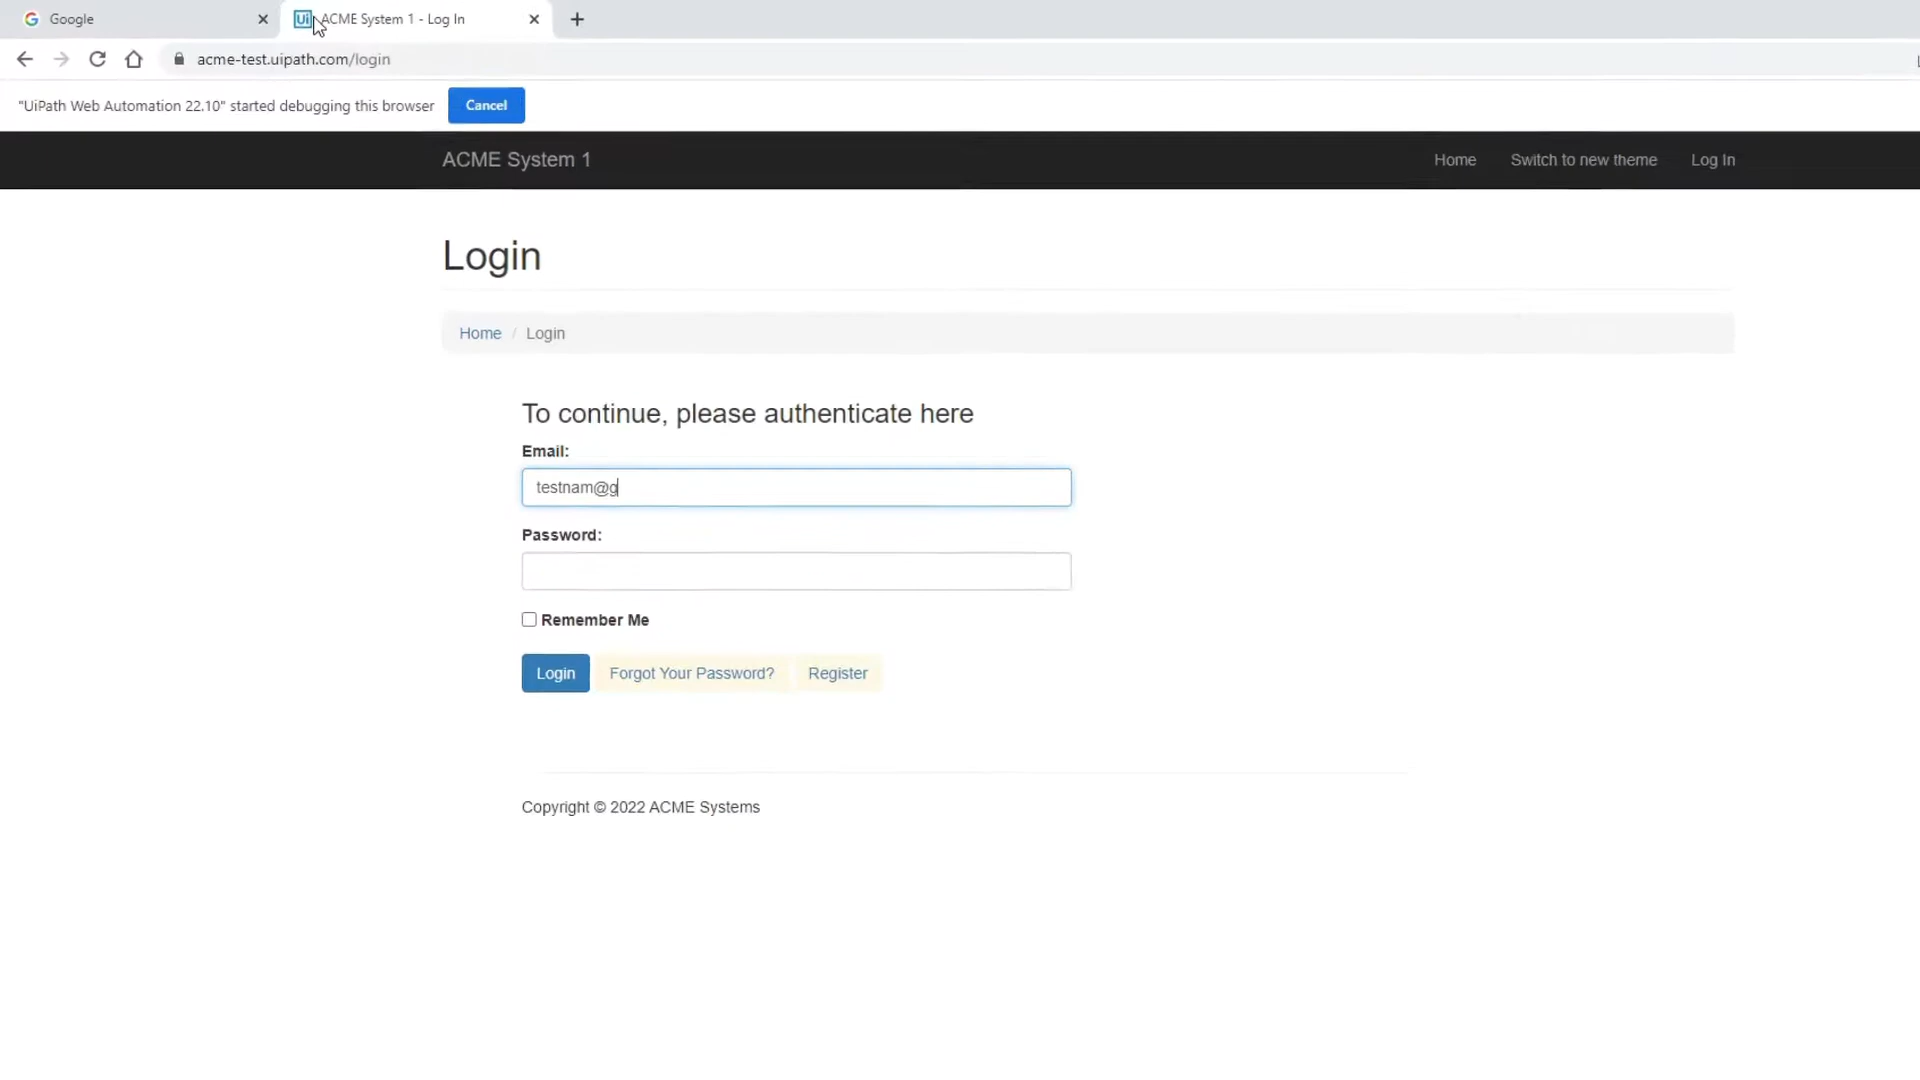 Google
Ui ACME System 1 - Log In
acme-test.uipath.com/login
"UiPath Web Automation 22.10" started debugging this browser
Cancel
ACME System 1
Home
Switch to new theme
Log In
Login
Home / Login
To continue, please authenticate here
Email:
testnam@g
Password:
Remember Me
Login
Forgot Your Password?
Register
Copyright © 2022 ACME Systems